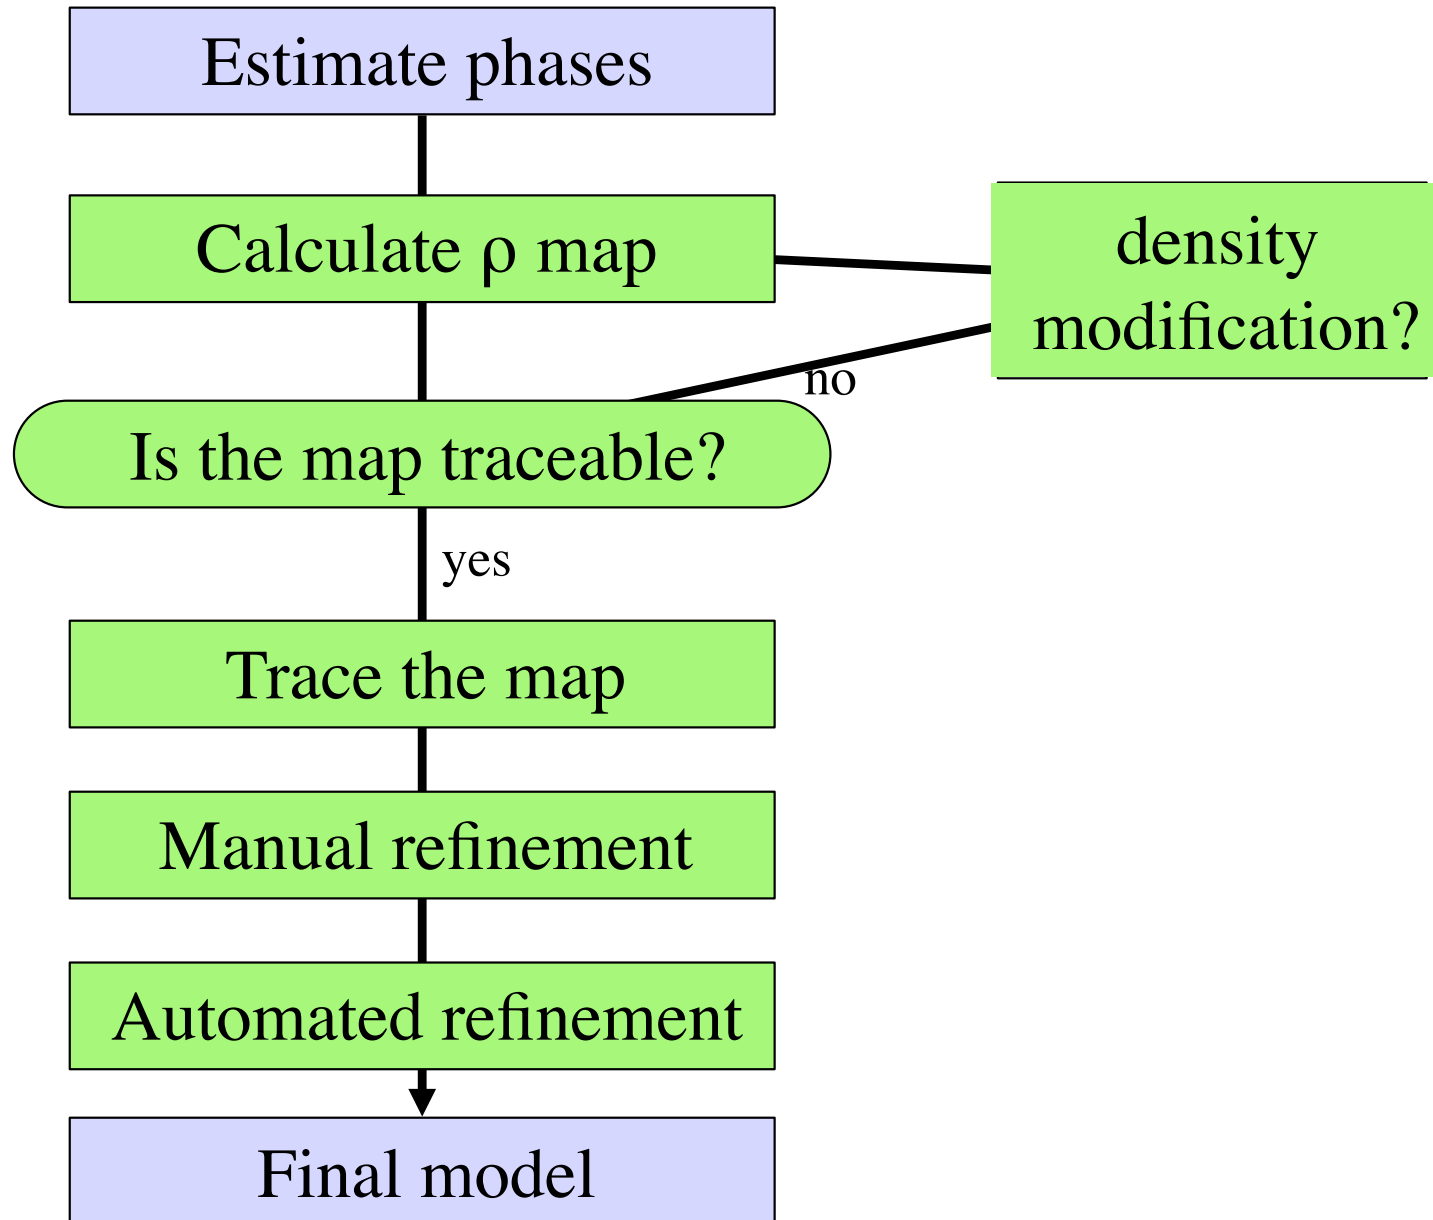 Estimate phases
Calculate ρ map
density
modification?
no
Is the map traceable?
yes
Trace the map
Manual refinement
Automated refinement
Final model